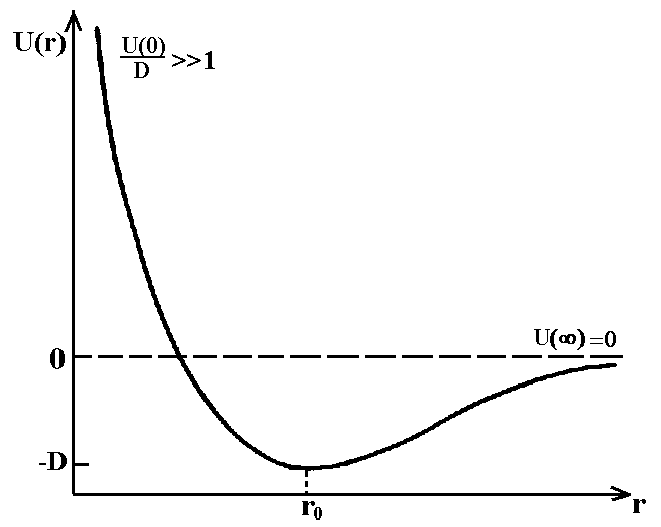 U(r)
U(0)/D >>1
U(∞)=0
0
-D
r₀
r